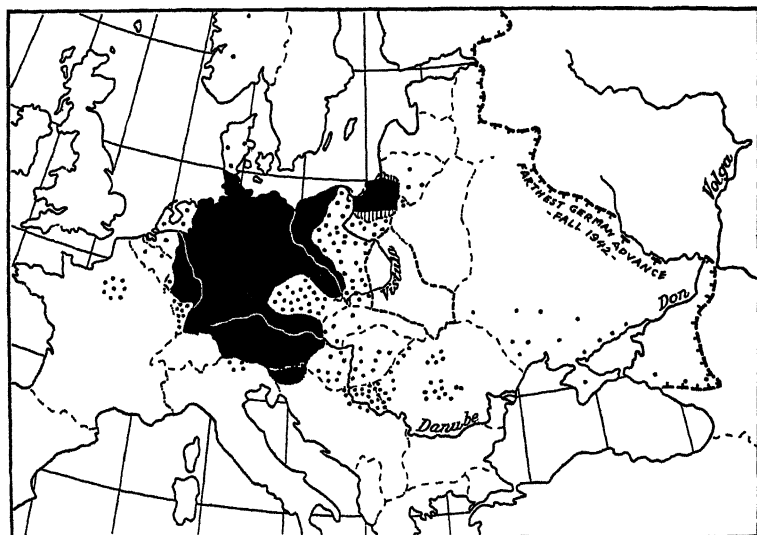 Volga
FARTHEST GERMAN ADVANCE
-FALL 1942-
Vistula
Don
Danube